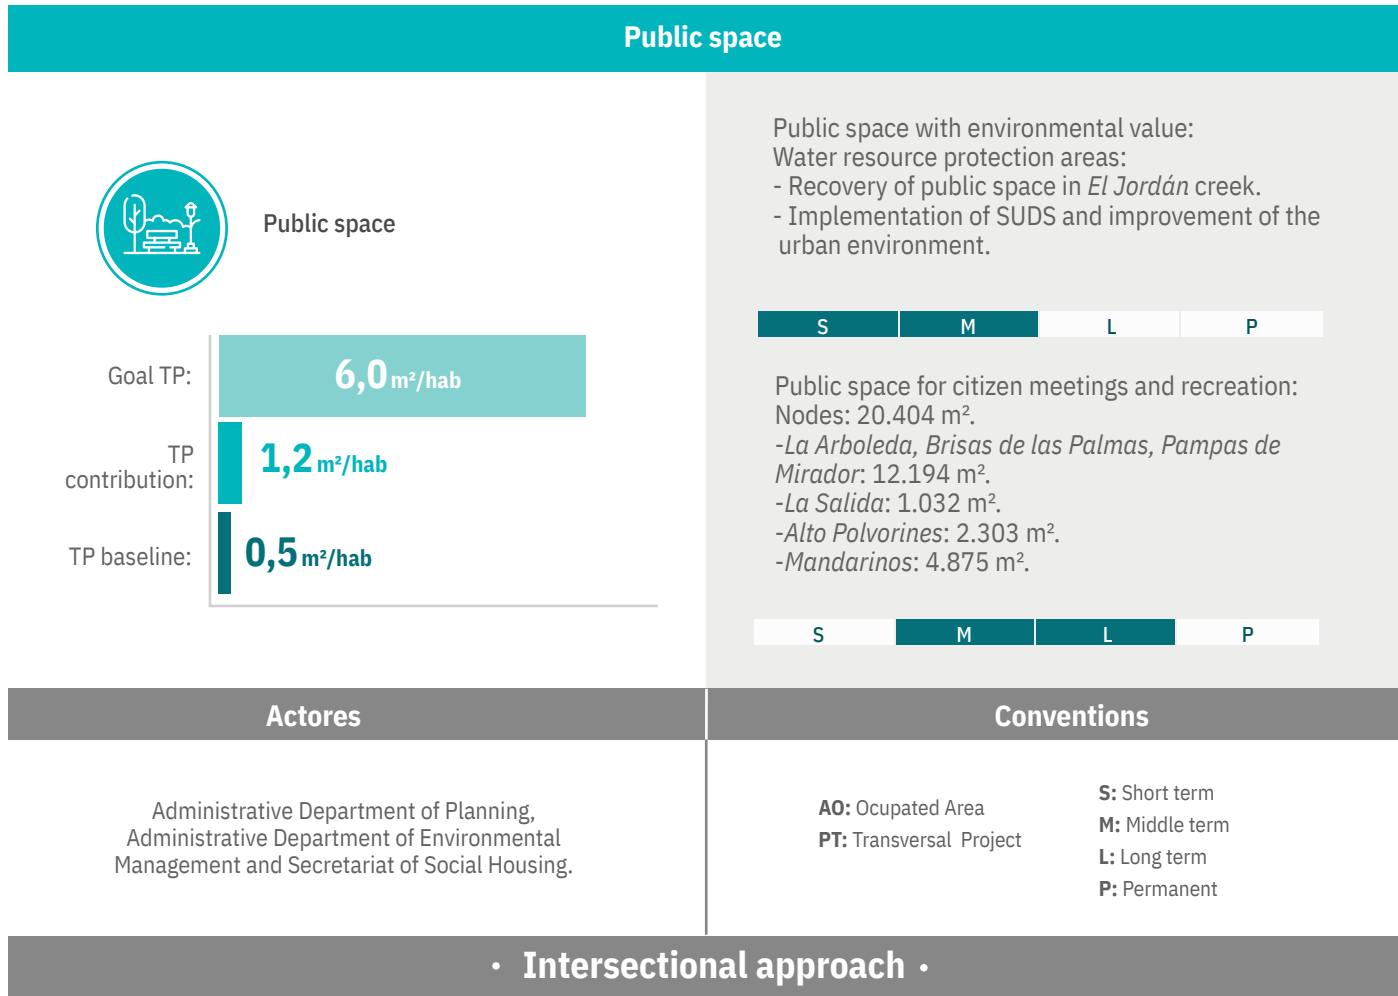 Public space
Public space
Goal TP:
6,0 m²/hab
TP
contribution:
1,2 m²/hab
TP baseline:
0,5 m²/hab
Public space with environmental value:
Water resource protection areas:
- Recovery of public space in El Jordán creek.
- Implementation of SUDS and improvement of the
urban environment.
S M L P
Public space for citizen meetings and recreation:
Nodes: 20.404 m².
-La Arboleda, Brisas de las Palmas, Pampas de
Mirador: 12.194 m².
-La Salida: 1.032 m².
-Alto Polvorines: 2.303 m².
-Mandarinos: 4.875 m².
S M L P
Actores
Administrative Department of Planning,
Administrative Department of Environmental
Management and Secretariat of Social Housing.
Conventions
AO: Ocupated Area
PT: Transversal Project
S: Short term
M: Middle term
L: Long term
P: Permanent
· Intersectional approach ·